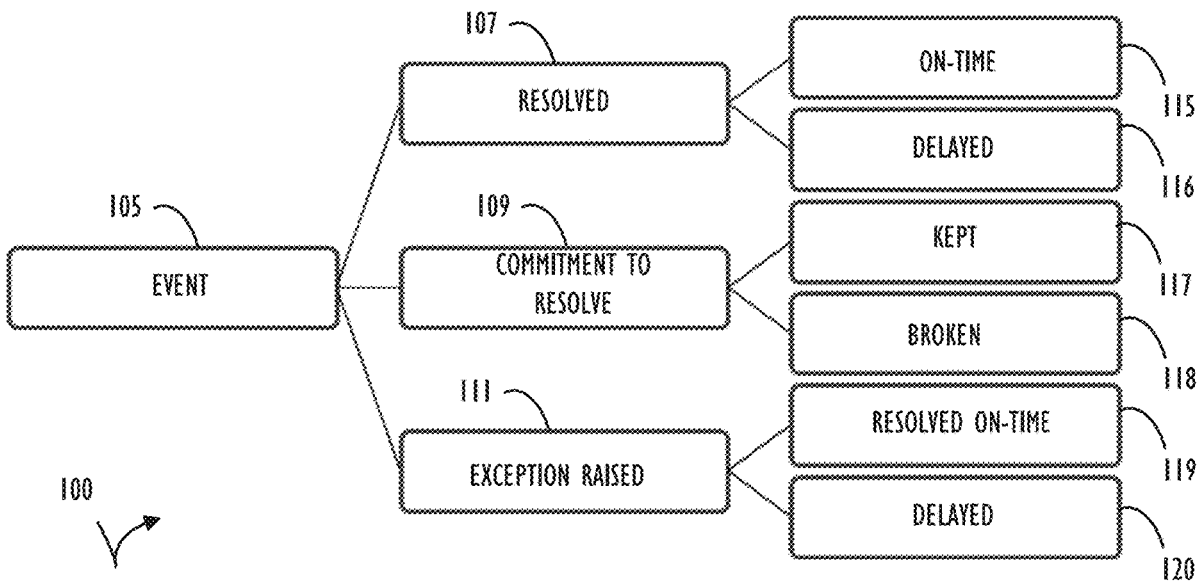 107
RESOLVED
ON-TIME
115
DELAYED
116
105
EVENT
109
COMMITMENT TO
RESOLVE
KEPT
117
BROKEN
118
111
EXCEPTION RAISED
RESOLVED ON-TIME
119
DELAYED
120
100